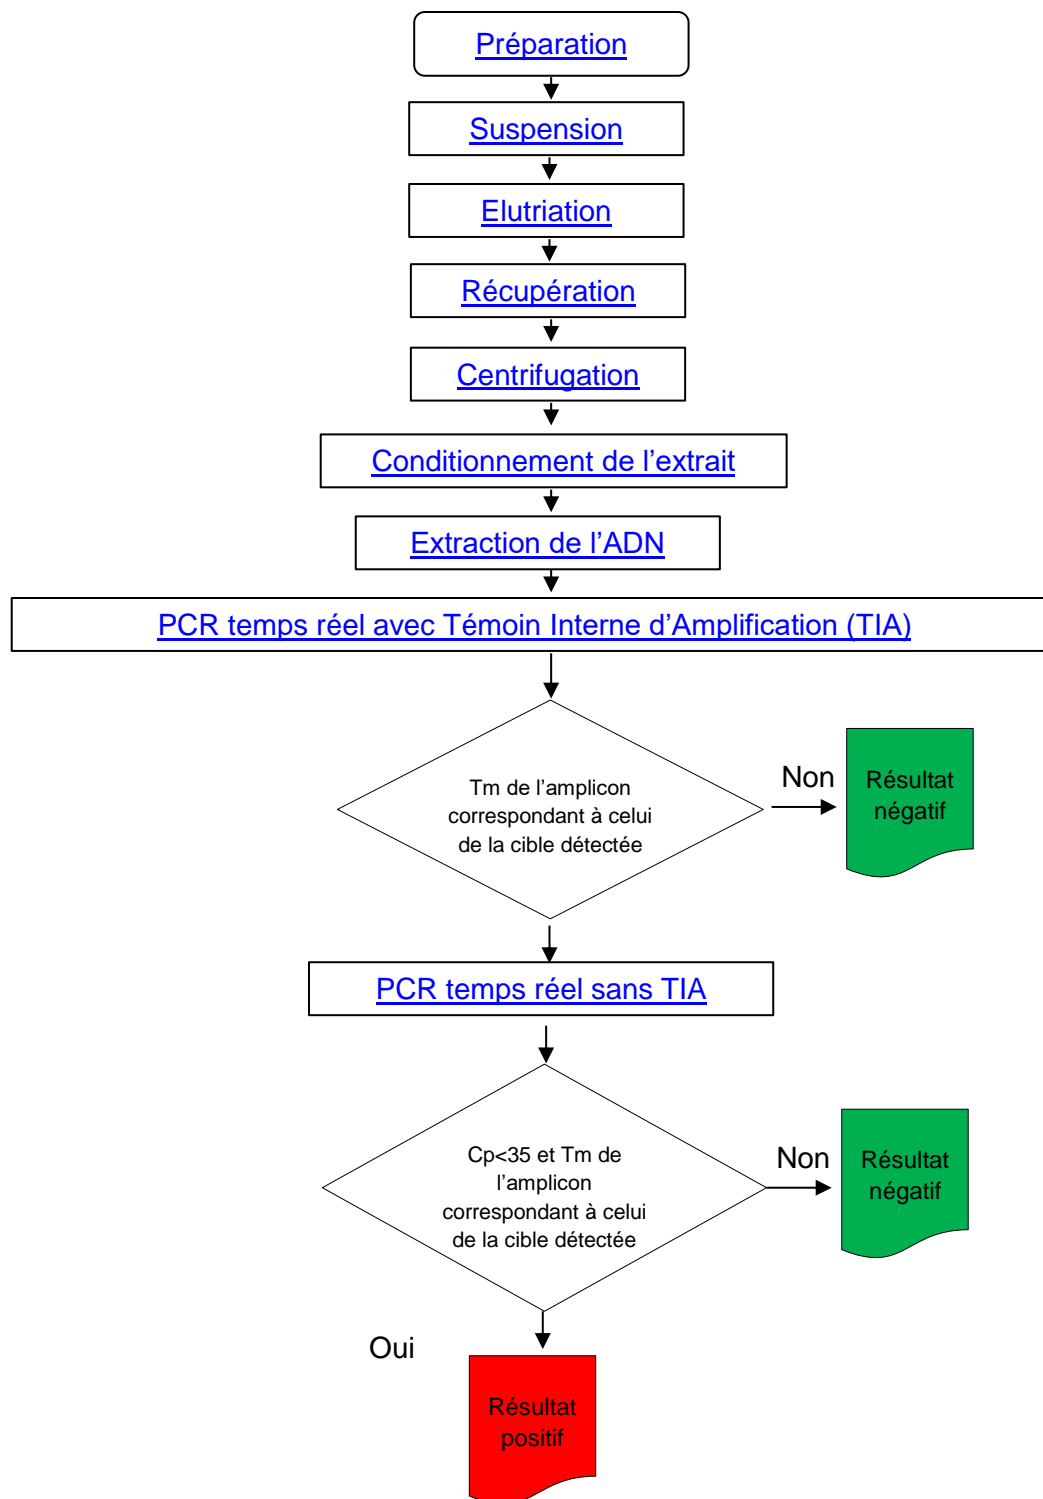 Préparation
Suspension
Elutriation
Récupération
Centrifugation
Conditionnement de l’extrait
Extraction de l’ADN
PCR temps réel avec Témoin Interne d’Amplification (TIA)
Tm de l’amplicon
correspondant à celui
de la cible détectée
Non
Résultat
négatif
PCR temps réel sans TIA
Cp<35 et Tm de
l’amplicon
correspondant à celui
de la cible détectée
Non
Résultat
négatif
Oui
Résultat
positif